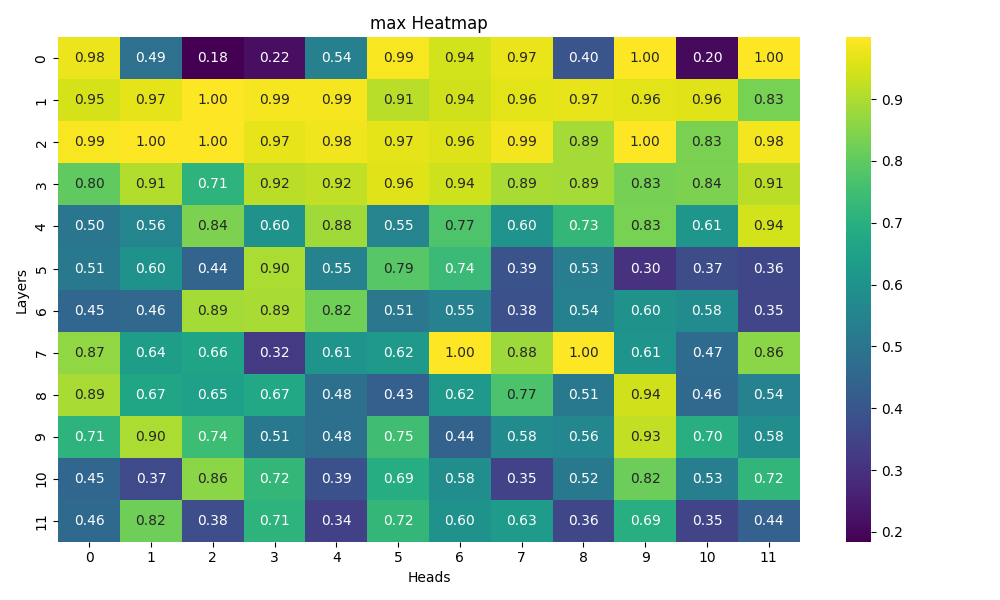 max Heatmap
0 0.98 0.49 0.18 0.22 0.54 0.99 0.94 0.97 0.40 1.00 0.20 1.00
1 0.95 0.97 1.00 0.99 0.99 0.91 0.94 0.96 0.97 0.96 0.96 0.83
2 0.99 1.00 1.00 0.97 0.98 0.97 0.96 0.99 0.89 1.00 0.83 0.98
3 0.80 0.91 0.71 0.92 0.92 0.96 0.94 0.89 0.89 0.83 0.84 0.91
4 0.50 0.56 0.84 0.60 0.88 0.55 0.77 0.60 0.73 0.83 0.61 0.94
5 0.51 0.60 0.44 0.90 0.55 0.79 0.74 0.39 0.53 0.30 0.37 0.36
6 0.45 0.46 0.89 0.89 0.82 0.51 0.55 0.38 0.54 0.60 0.58 0.35
7 0.87 0.64 0.66 0.32 0.61 0.62 1.00 0.88 1.00 0.61 0.47 0.86
8 0.89 0.67 0.65 0.67 0.48 0.43 0.62 0.77 0.51 0.94 0.46 0.54
9 0.71 0.90 0.74 0.51 0.48 0.75 0.44 0.58 0.56 0.93 0.70 0.58
10 0.45 0.37 0.86 0.72 0.39 0.69 0.58 0.35 0.52 0.82 0.53 0.72
11 0.46 0.82 0.38 0.71 0.34 0.72 0.60 0.63 0.36 0.69 0.35 0.44
0 1 2 3 4 5 6 7 8 9 10 11
Heads
Layers
0.9
0.8
0.7
0.6
0.5
0.4
0.3
0.2